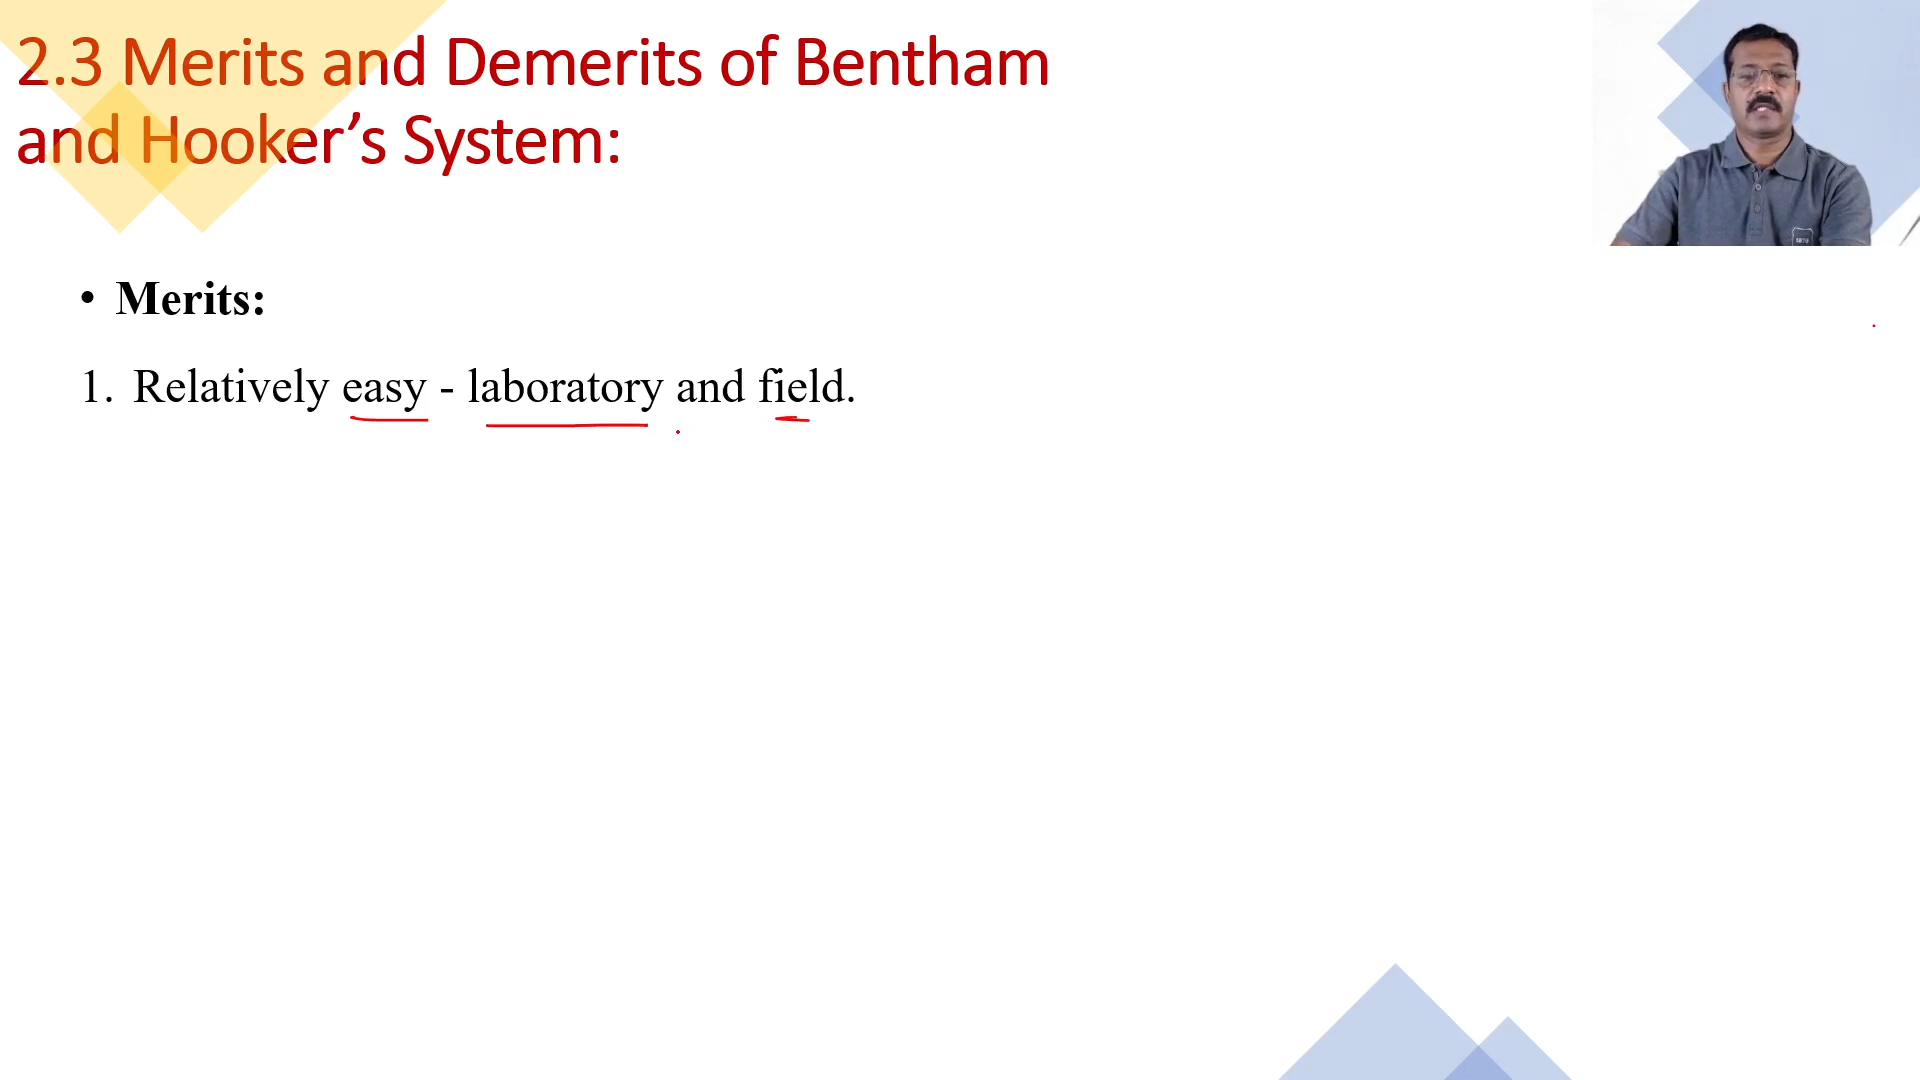 2.3 Merits and Demerits of Bentham
and Hooker’s System:
• Merits:
1. Relatively easy - laboratory and field.